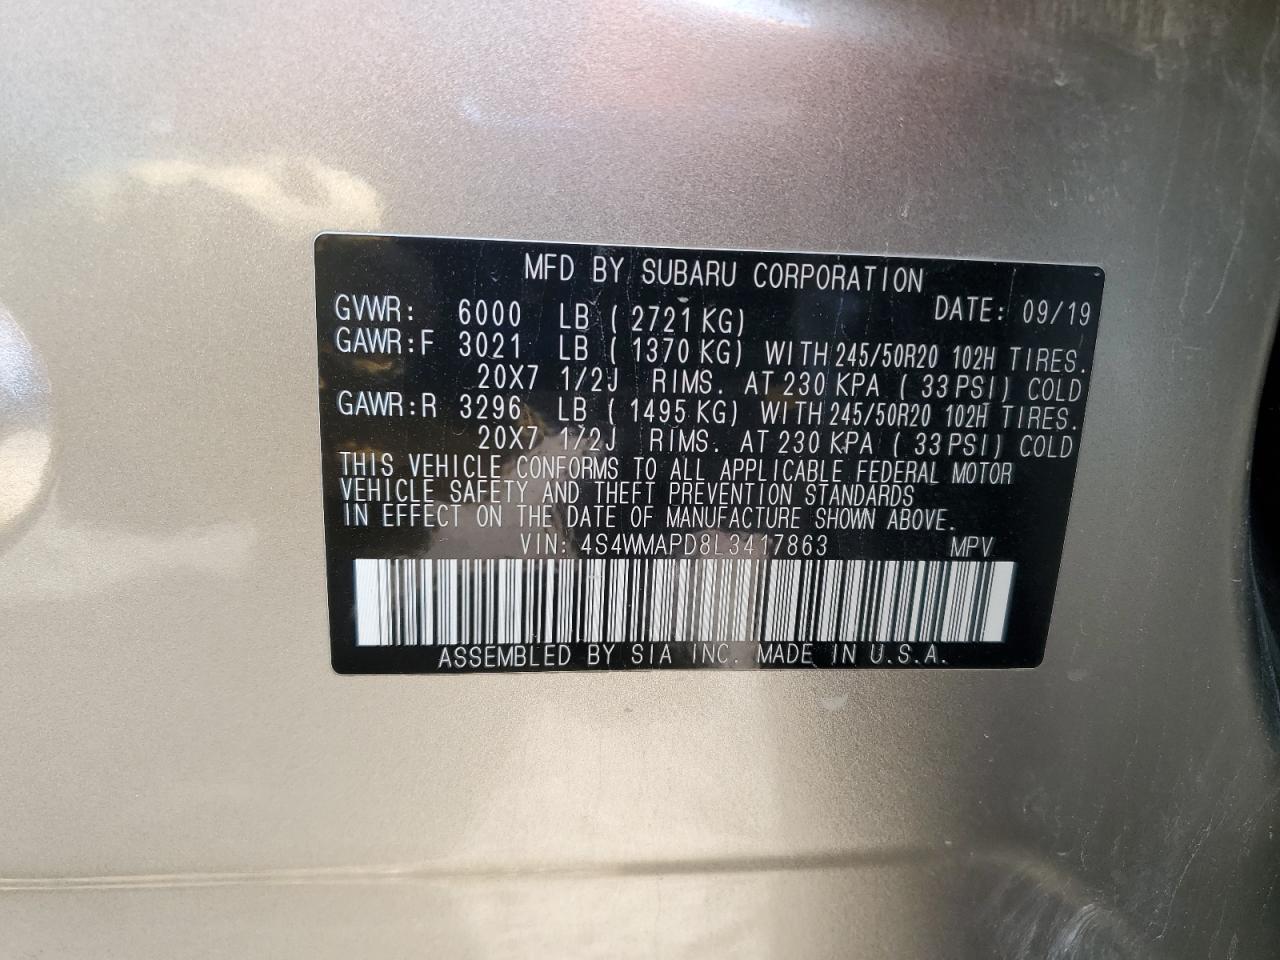 MFD BY SUBARU CORPORATION
GVWR: 6000 LB ( 2721 KG) DATE: 09/19
GAWR:F 3021 LB ( 1370 KG) WITH 245/50R20 102H TIRES.
20X7 1/2J RIMS. AT 230 KPA ( 33 PSI) COLD
GAWR:R 3296 LB ( 1495 KG) WITH 245/50R20 102H TIRES.
20X7 1/2J RIMS. AT 230 KPA ( 33 PSI) COLD
THIS VEHICLE CONFORMS TO ALL APPLICABLE FEDERAL MOTOR
VEHICLE SAFETY AND THEFT PREVENTION STANDARDS
IN EFFECT ON THE DATE OF MANUFACTURE SHOWN ABOVE.
VIN: 4S4WMAPD8L3417863 MPV
ASSEMBLED BY SIA INC. MADE IN U.S.A.